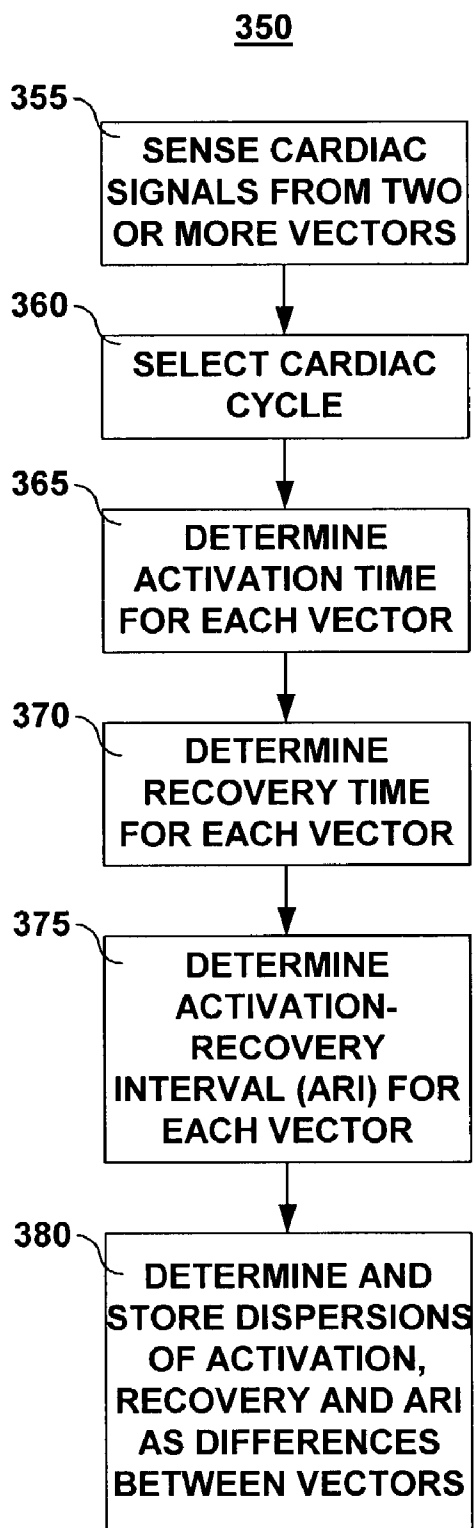 350
355
SENSE CARDIAC
SIGNALS FROM TWO
OR MORE VECTORS
360
SELECT CARDIAC
CYCLE
365
DETERMINE
ACTIVATION TIME
FOR EACH VECTOR
370
DETERMINE
RECOVERY TIME
FOR EACH VECTOR
375
DETERMINE
ACTIVATION-
RECOVERY
INTERVAL (ARI) FOR
EACH VECTOR
380
DETERMINE AND
STORE DISPERSIONS
OF ACTIVATION,
RECOVERY AND ARI
AS DIFFERENCES
BETWEEN VECTORS